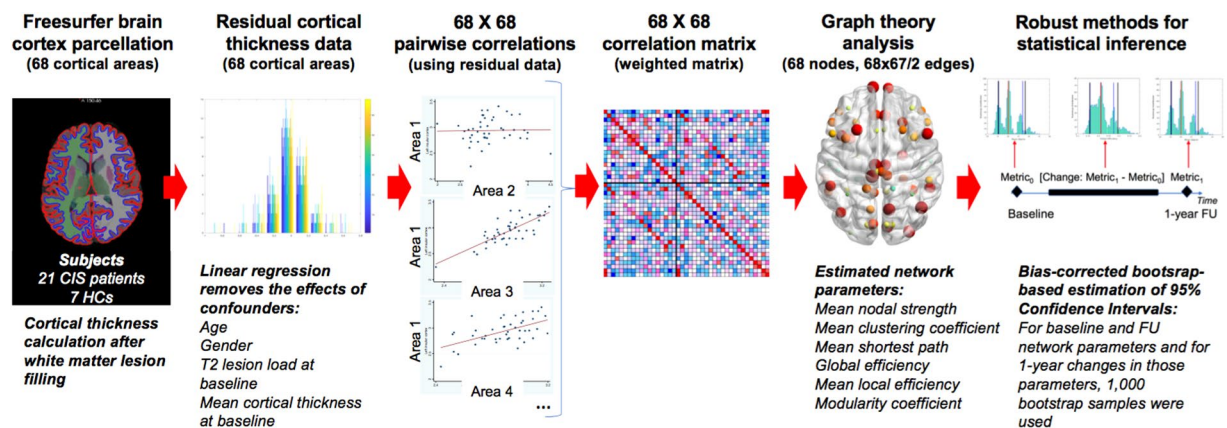 Freesurfer brain
cortex parcellation
(68 cortical areas)
Subjects
21 CIS patients
7 HCs
Cortical thickness
calculation after
white matter lesion
filling
Residual cortical
thickness data
(68 cortical areas)
Linear regression
removes the effects of
confounders:
Age
Gender
T2 lesion load at
baseline
Mean cortical thickness
at baseline
68 X 68
pairwise correlations
(using residual data)
Area 1
Area 2
Area 1
Area 3
Area 1
Area 4
...
68 X 68
correlation matrix
(weighted matrix)
Graph theory
analysis
(68 nodes, 68x67/2 edges)
Estimated network
parameters:
Mean nodal strength
Mean clustering coefficient
Mean shortest path
Global efficiency
Mean local efficiency
Modularity coefficient
Robust methods for
statistical inference
Metric0 [Change: Metric1 - Metric0] Metric1
Time
Baseline 1-year FU
Bias-corrected bootstrap-
based estimation of 95%
Confidence Intervals:
For baseline and FU
network parameters and for
1-year changes in those
parameters, 1,000
bootstrap samples were
used